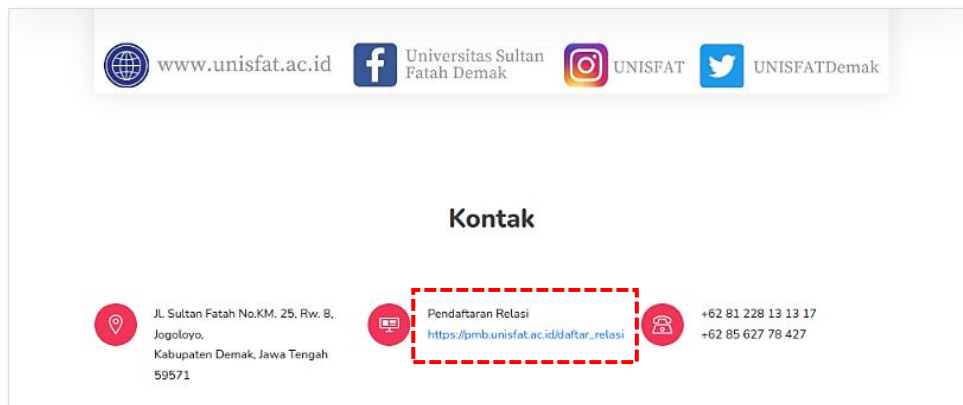 www.unisfat.ac.id
Universitas Sultan
Fatah Demak
UNISFAT
UNISFATDemak
Kontak
Jl. Sultan Fatah No.KM. 25, Rw. 8,
Jogoloyo,
Kabupaten Demak, Jawa Tengah
59571
Pendaftaran Relasi
https://pmb.unisfat.ac.id/daftar_relasi
+62 81 228 13 13 17
+62 85 627 78 427